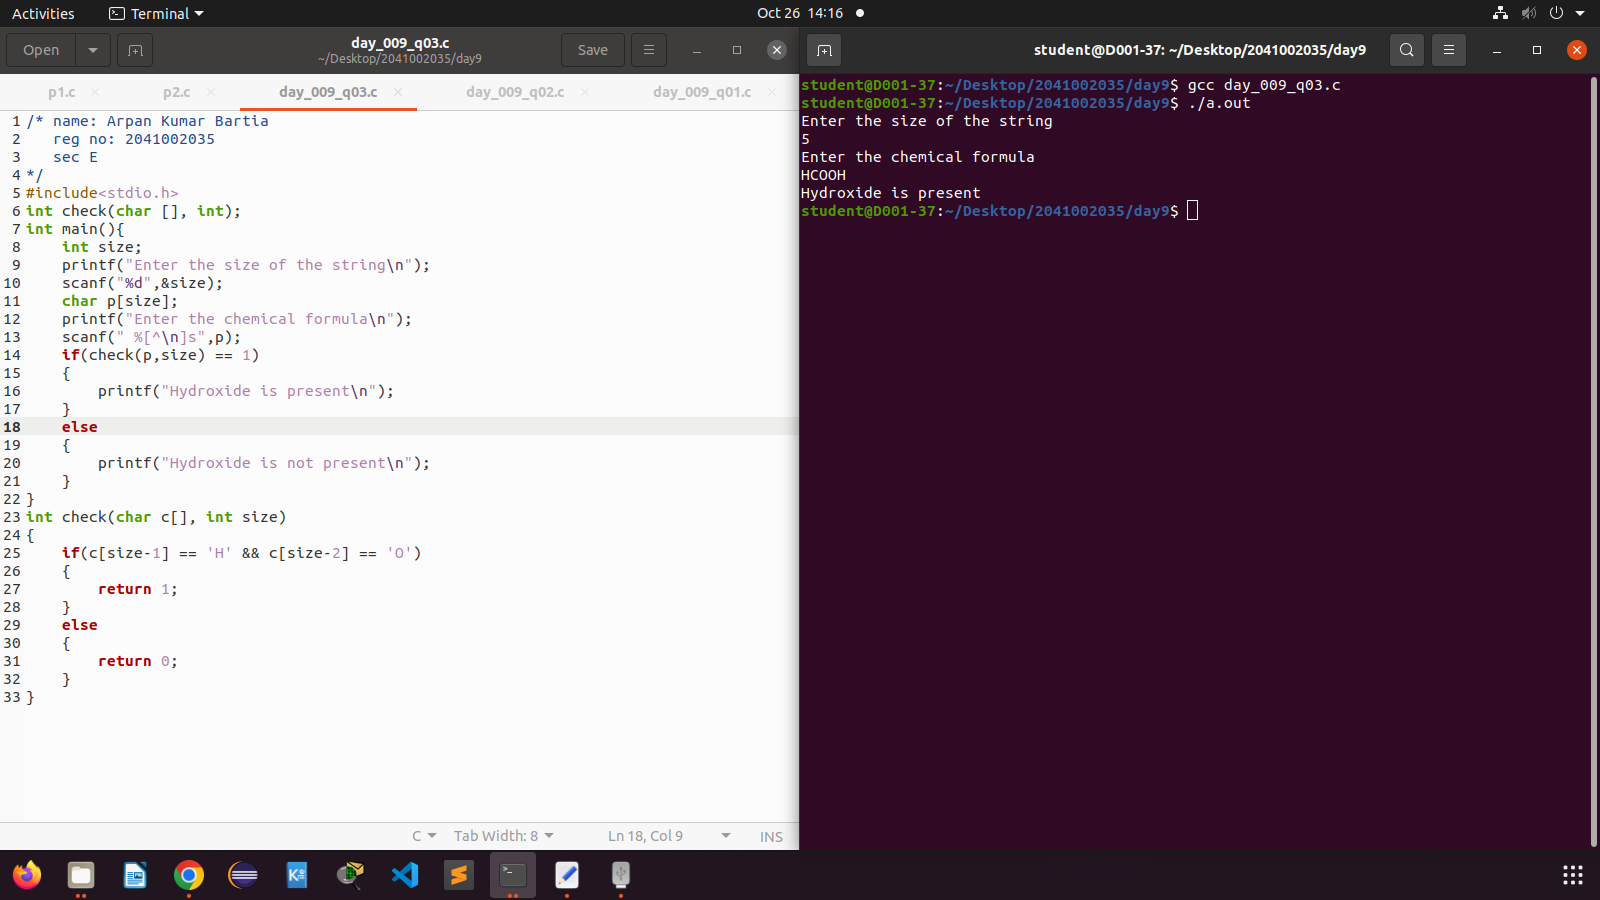 Activities Terminal Oct 26 14:16
Open day_009_q03.c Save
~/Desktop/2041002035/day9
p1.c p2.c day_009_q03.c day_009_q02.c day_009_q01.c
1 /* name: Arpan Kumar Bartia
2    reg no: 2041002035
3    sec E
4 */
5 #include<stdio.h>
6 int check(char [], int);
7 int main(){
8     int size;
9     printf("Enter the size of the string\n");
10     scanf("%d",&size);
11     char p[size];
12     printf("Enter the chemical formula\n");
13     scanf(" %[^\n]s",p);
14     if(check(p,size) == 1)
15     {
16         printf("Hydroxide is present\n");
17     }
18     else
19     {
20         printf("Hydroxide is not present\n");
21     }
22 }
23 int check(char c[], int size)
24 {
25     if(c[size-1] == 'H' && c[size-2] == 'O')
26     {
27         return 1;
28     }
29     else
30     {
31         return 0;
32     }
33 }
C Tab Width: 8 Ln 18, Col 9 INS
student@D001-37: ~/Desktop/2041002035/day9
student@D001-37:~/Desktop/2041002035/day9$ gcc day_009_q03.c
student@D001-37:~/Desktop/2041002035/day9$ ./a.out
Enter the size of the string
5
Enter the chemical formula
HCOOH
Hydroxide is present
student@D001-37:~/Desktop/2041002035/day9$